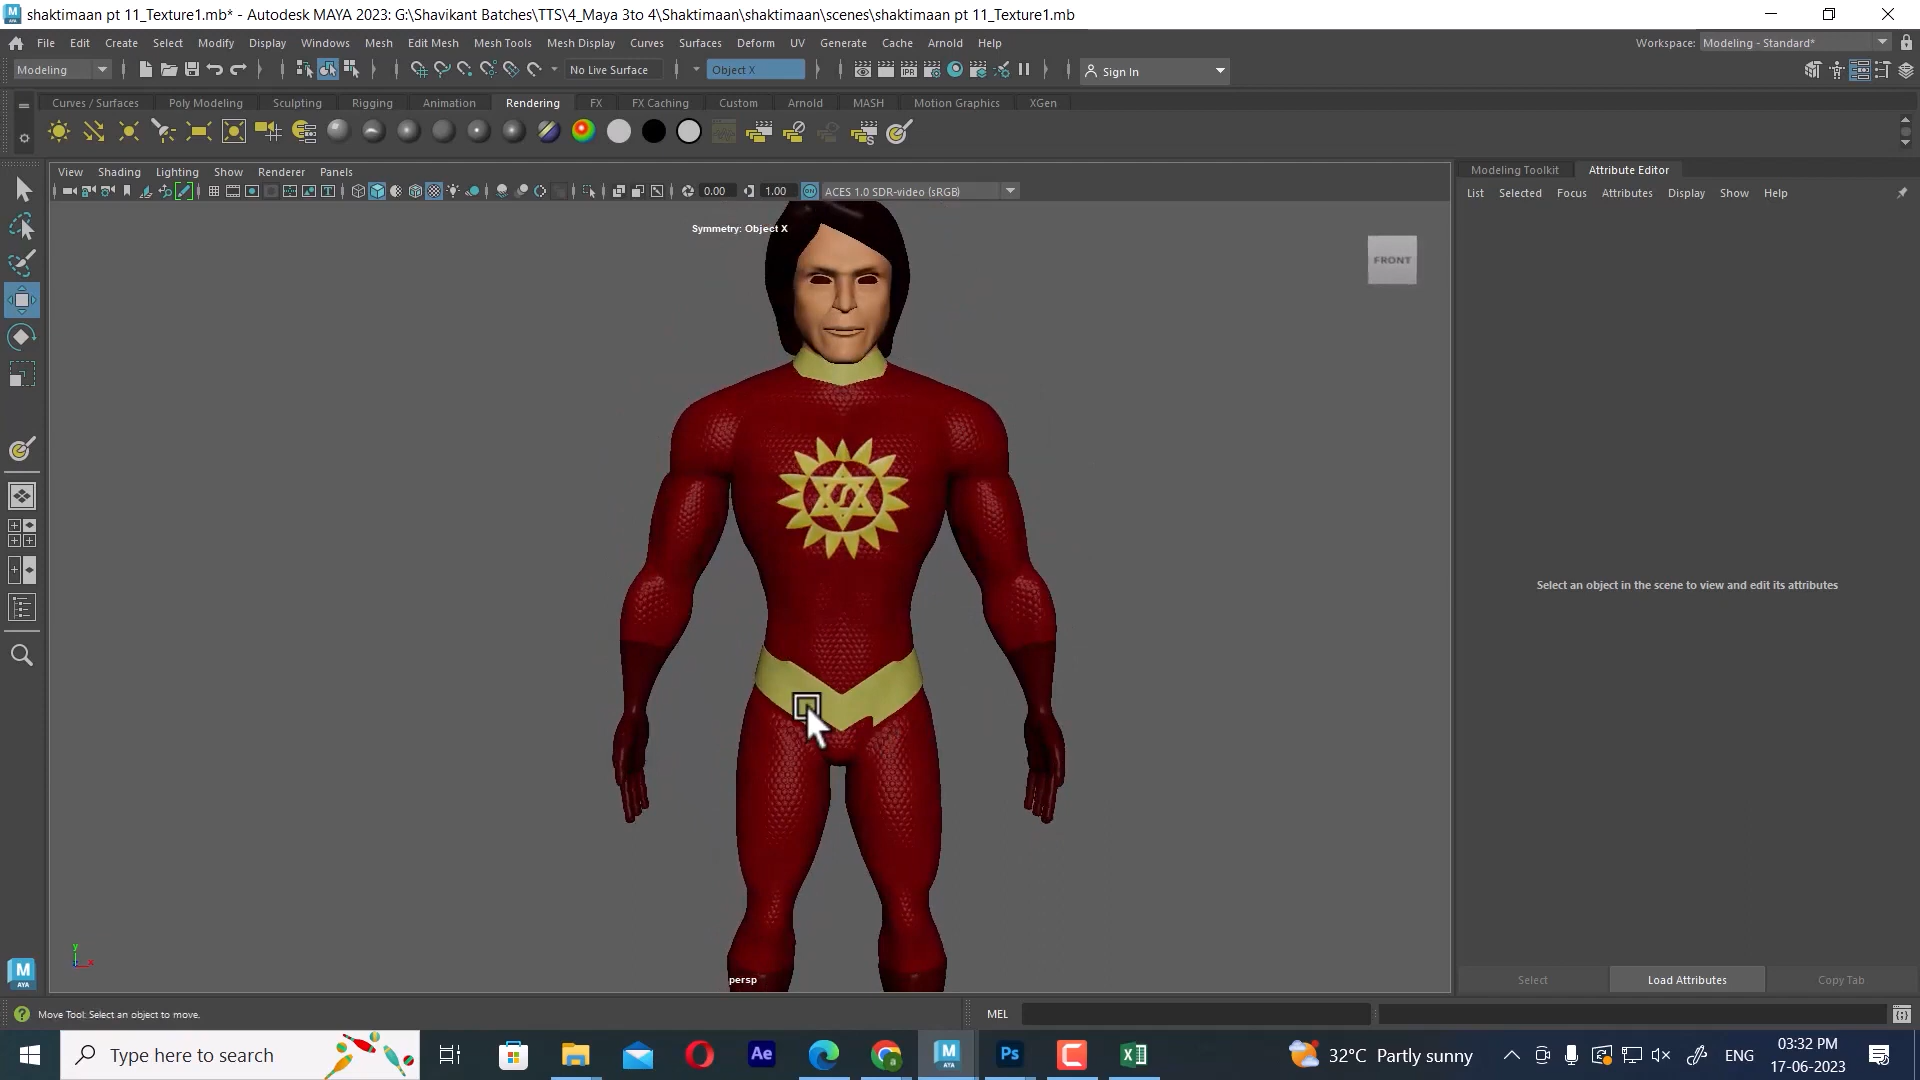 shaktimaan pt 11_Texture1.mb* - Autodesk MAYA 2023: G:\Shavikant Batches\TTS\4_Maya 3to 4\Shaktimaan\shaktimaan\scenes\shaktimaan pt 11_Texture1.mb
File Edit Create Select Modify Display Windows Mesh Edit Mesh Mesh Tools Mesh Display Curves Surfaces Deform UV Generate Cache Arnold Help
Workspace: Modeling - Standard*
Modeling No Live Surface Object X IPR Sign In
Curves / Surfaces Poly Modeling Sculpting Rigging Animation Rendering FX FX Caching Custom Arnold MASH Motion Graphics XGen
View Shading Lighting Show Renderer Panels
0.00 1.00 ON ACES 1.0 SDR-video (sRGB)
Symmetry: Object X
FRONT
y
x
persp
Modeling Toolkit Attribute Editor
List Selected Focus Attributes Display Show Help
Select an object in the scene to view and edit its attributes
Select Load Attributes Copy Tab
M
AYA
Move Tool: Select an object to move.
MEL
Type here to search
Ae
M
AYA
Ps
32°C Partly sunny
ENG
03:32 PM
17-06-2023